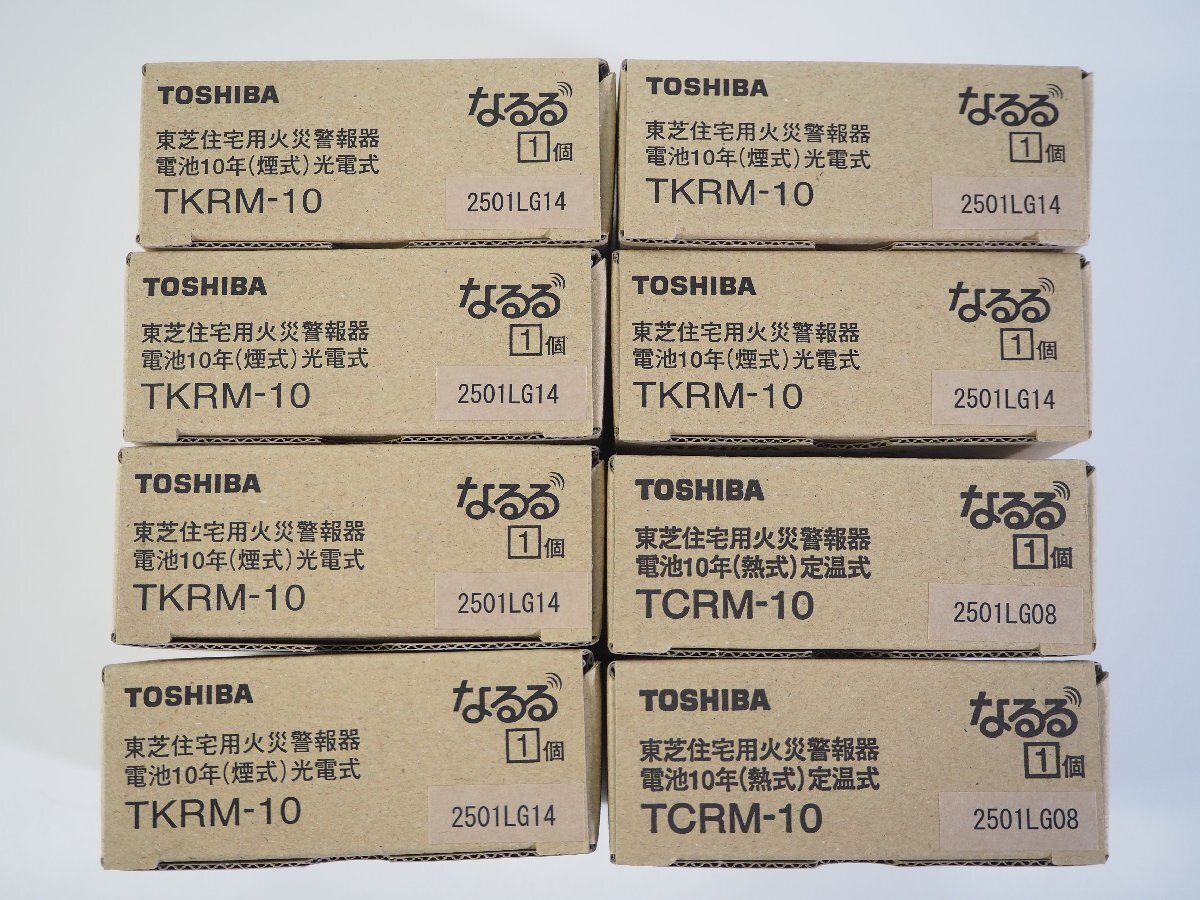 TOSHIBA
なるる
東芝住宅用火災警報器
1個
電池10年(煙式)光電式
TKRM-10
2501LG14
TOSHIBA
なるる
東芝住宅用火災警報器
1個
電池10年(煙式)光電式
TKRM-10
2501LG14
TOSHIBA
なるる
東芝住宅用火災警報器
1個
電池10年(煙式)光電式
TKRM-10
2501LG14
TOSHIBA
なるる
東芝住宅用火災警報器
1個
電池10年(煙式)光電式
TKRM-10
2501LG14
TOSHIBA
なるる
東芝住宅用火災警報器
1個
電池10年(煙式)光電式
TKRM-10
2501LG14
TOSHIBA
なるる
東芝住宅用火災警報器
1個
電池10年(熱式)定温式
TCRM-10
2501LG08
TOSHIBA
なるる
東芝住宅用火災警報器
1個
電池10年(煙式)光電式
TKRM-10
2501LG14
TOSHIBA
なるる
東芝住宅用火災警報器
1個
電池10年(熱式)定温式
TCRM-10
2501LG08